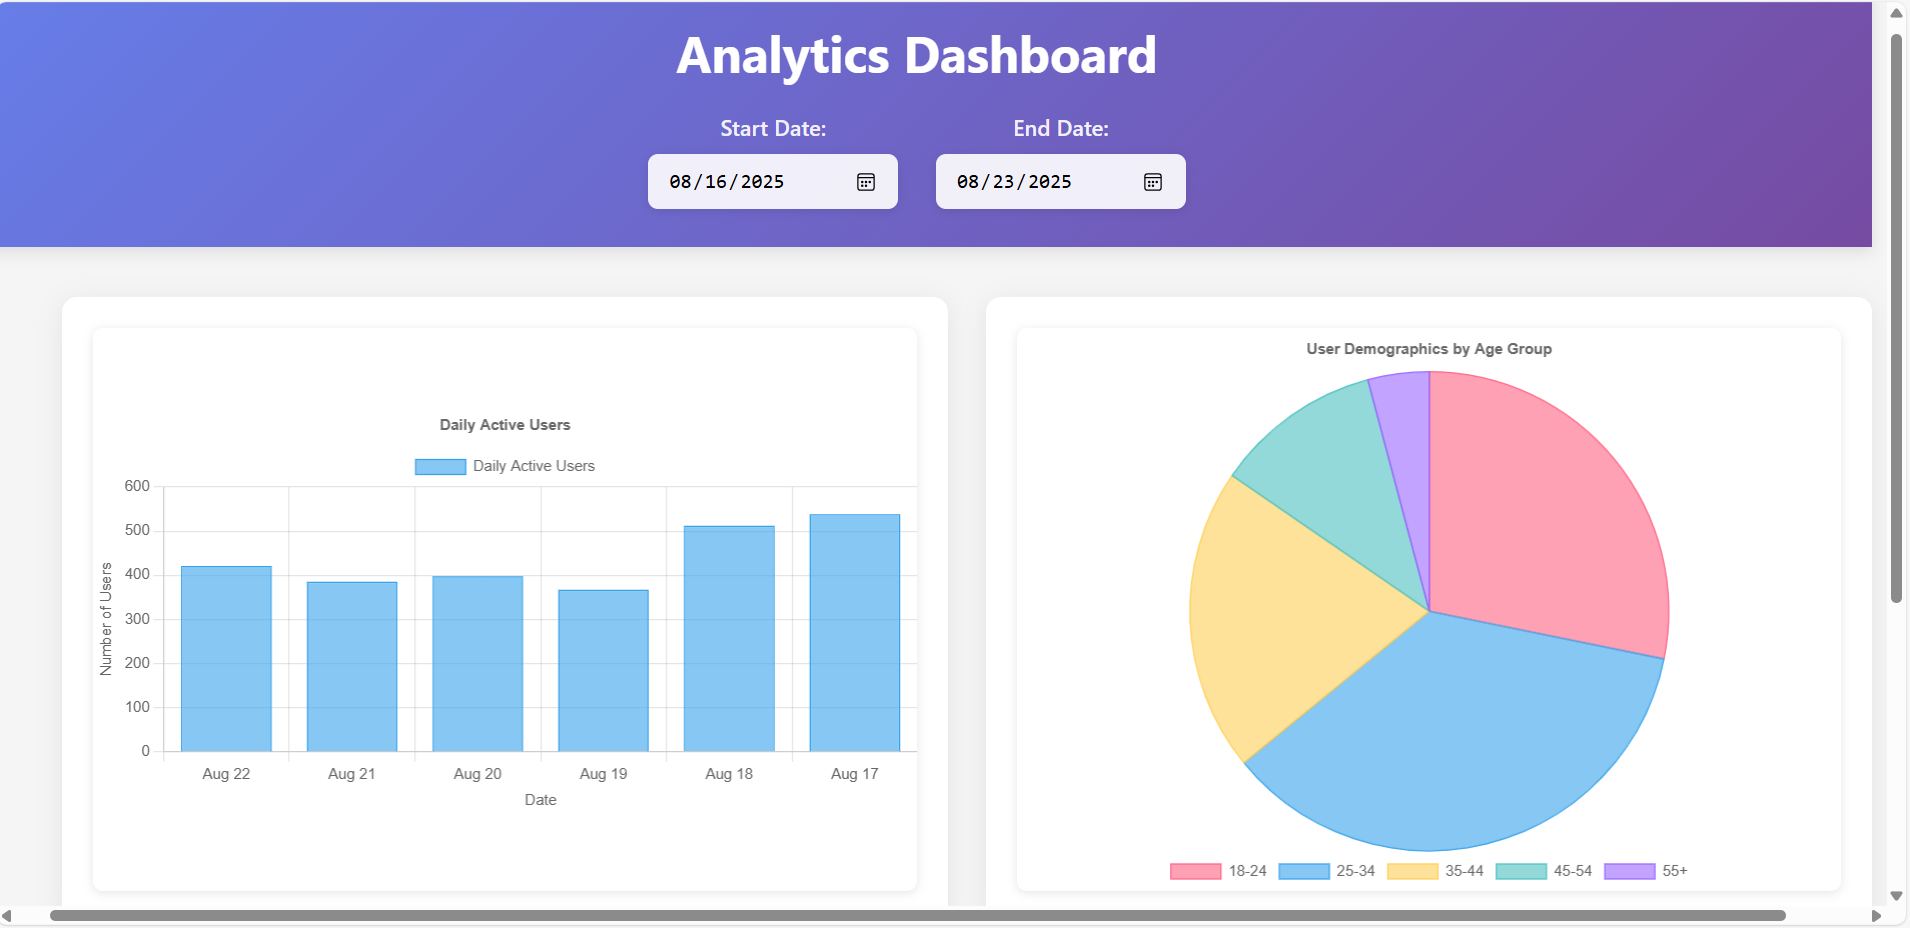 Analytics Dashboard
Start Date: End Date:
08/16/2025 08/23/2025
Daily Active Users
Daily Active Users
600
500
400
300
200
100
0
Number of Users
Aug 22 Aug 21 Aug 20 Aug 19 Aug 18 Aug 17
Date
User Demographics by Age Group
18-24 25-34 35-44 45-54 55+